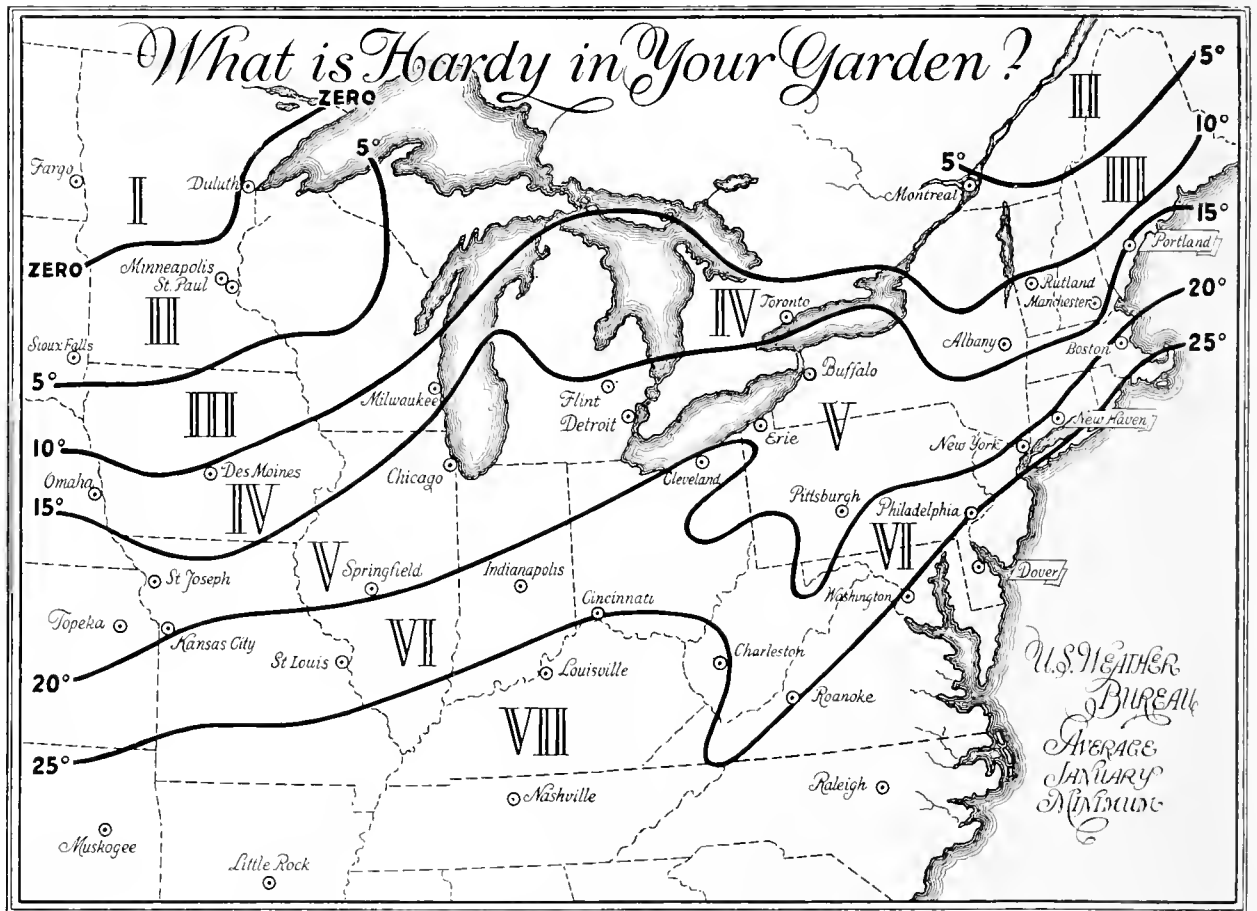 What is Hardy in Your Garden?
ZERO
5°
5°
5°
II
10°
Fargo
I
Duluth
Montreal
III
15°
Portland
ZERO
Minneapolis
St. Paul
II
IV
Toronto
Rutland
Manchester
20°
Sioux Falls
Albany
Boston
25°
5°
Milwaukee
Flint
Buffalo
III
Detroit
V
New Haven
Erie
10°
Des Moines
Chicago
Cleveland
New York
Omaha
IV
Pittsburgh
Philadelphia
15°
VI
V
St Joseph
Springfield
Indianapolis
Dover
Washington
Cincinnati
Topeka
Kansas City
VI
St Louis
Charleston
U.S. WEATHER
BUREAU
AVERAGE
JANUARY
MINIMUM
20°
Louisville
Roanoke
VII
25°
Nashville
Raleigh
Muskogee
Little Rock